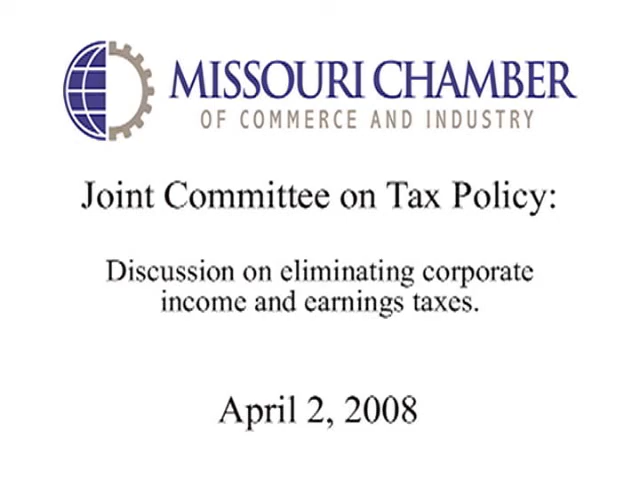 MISSOURI CHAMBER
OF COMMERCE AND INDUSTRY
Joint Committee on Tax Policy:
Discussion on eliminating corporate
income and earnings taxes.
April 2, 2008